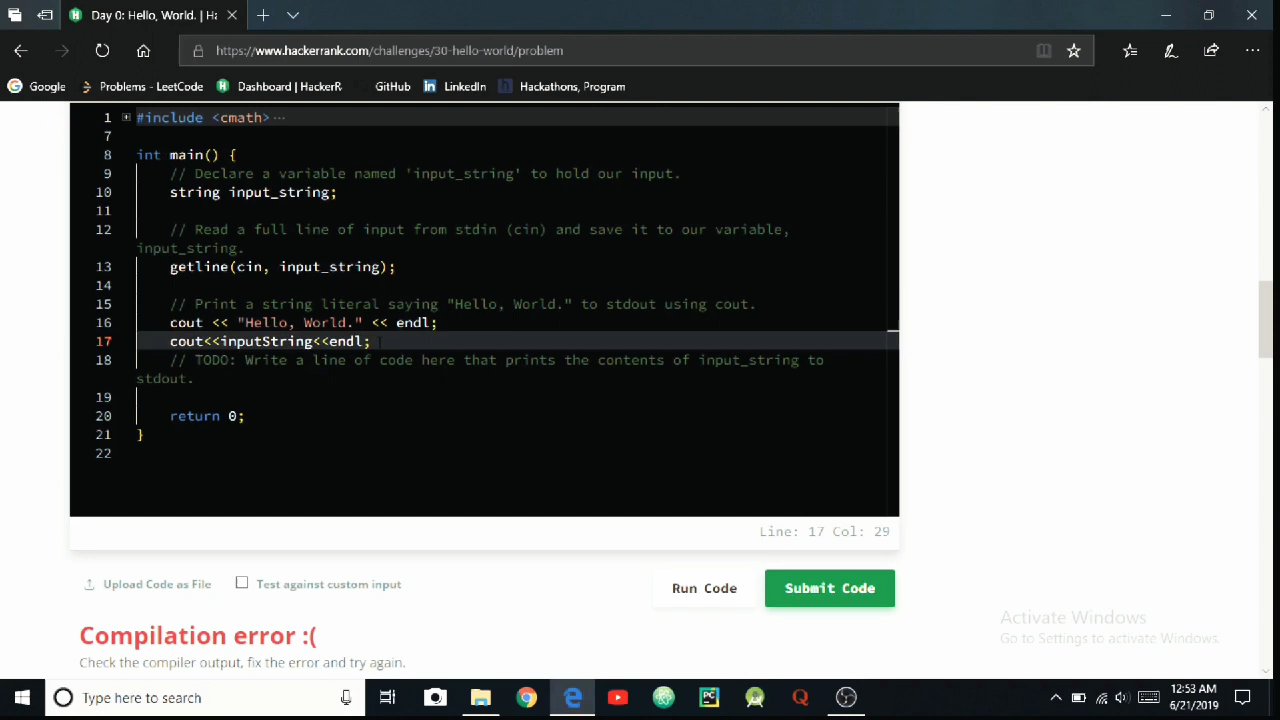 Day 0: Hello, World. | Ha
https://www.hackerrank.com/challenges/30-hello-world/problem
Google Problems - LeetCode Dashboard | HackerR GitHub LinkedIn Hackathons, Program
1 #include <cmath> ···
7
8 int main() {
9 // Declare a variable named 'input_string' to hold our input.
10 string input_string;
11
12 // Read a full line of input from stdin (cin) and save it to our variable,
input_string.
13 getline(cin, input_string);
14
15 // Print a string literal saying "Hello, World." to stdout using cout.
16 cout << "Hello, World." << endl;
17 cout<<inputString<<endl;
18 // TODO: Write a line of code here that prints the contents of input_string to
stdout.
19
20 return 0;
21 }
22
Line: 17 Col: 29
Upload Code as File Test against custom input Run Code Submit Code
Compilation error :(
Check the compiler output, fix the error and try again.
Activate Windows
Go to Settings to activate Windows.
Type here to search
12:53 AM
6/21/2019